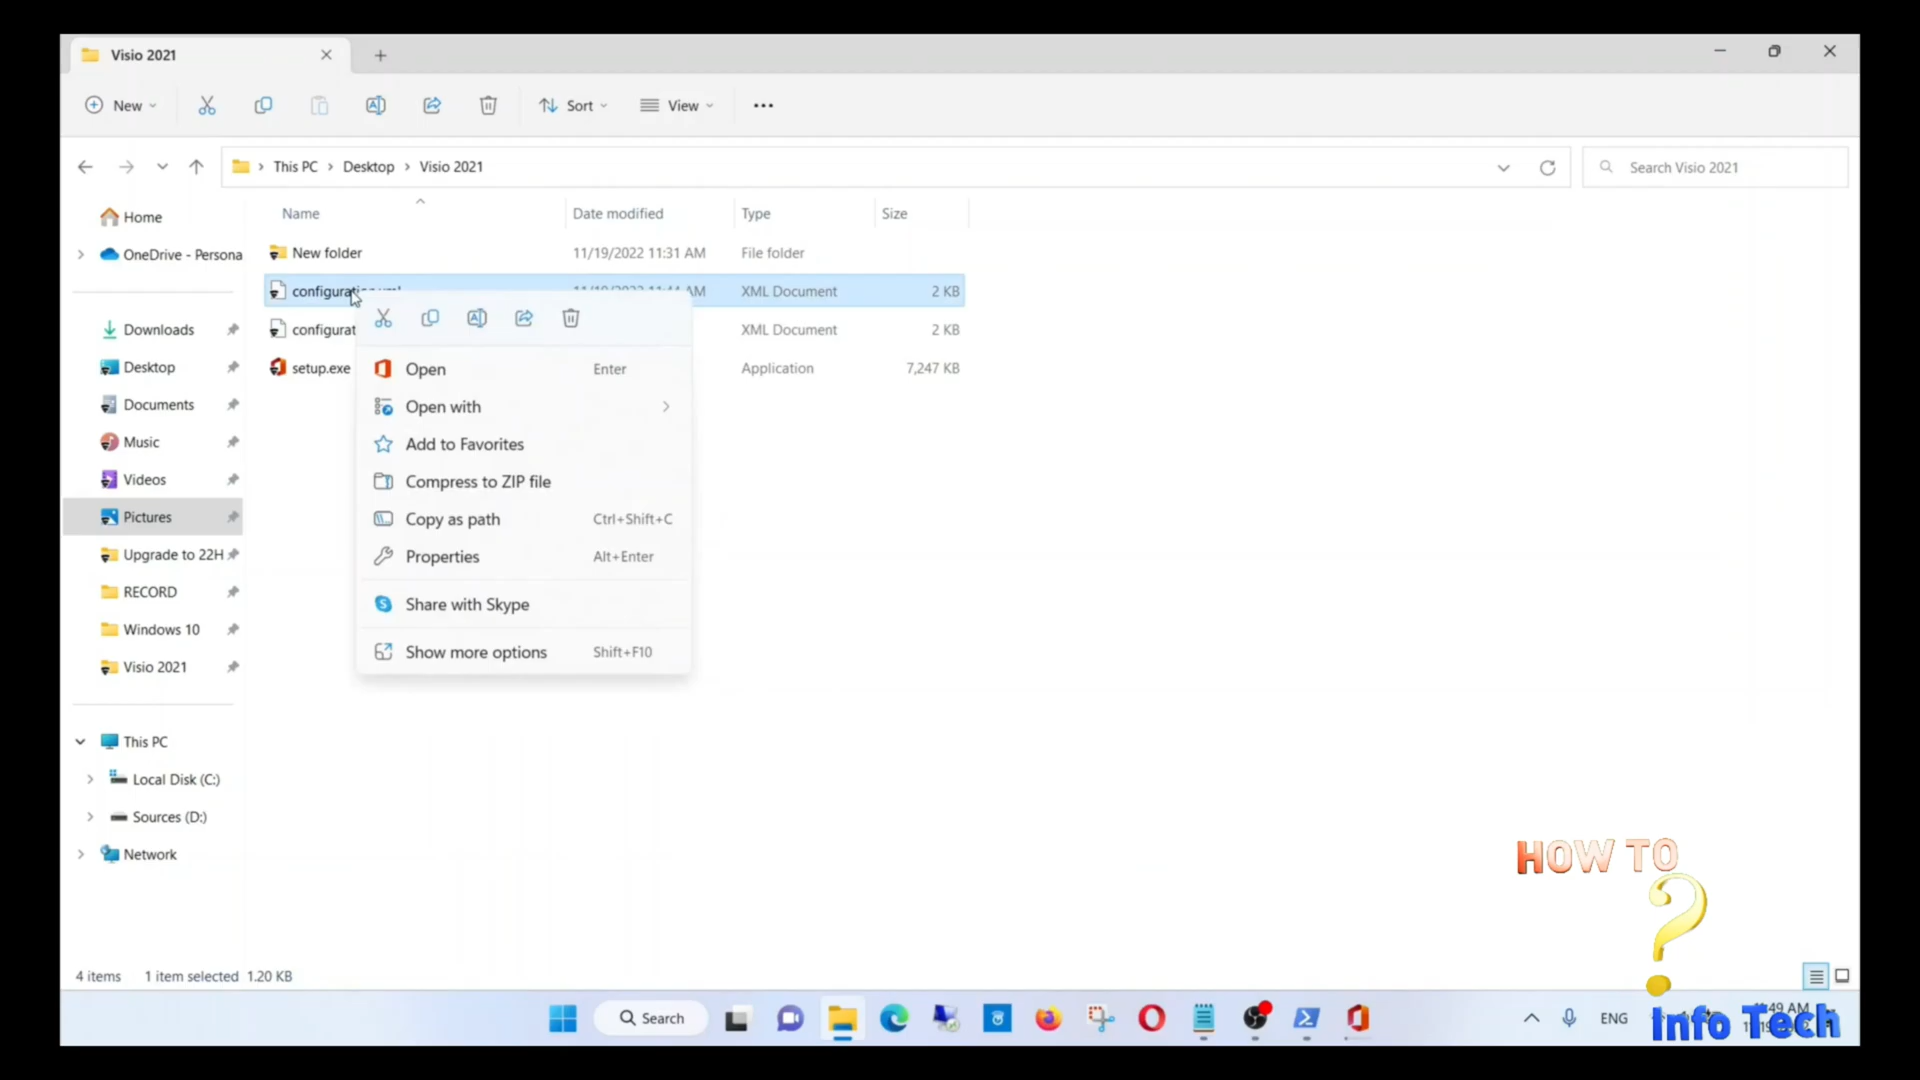 Visio 2021
New
Sort
View
This PC
Desktop
Visio 2021
Search Visio 2021
Name
Date modified
Type
Size
Home
OneDrive - Persona
Downloads
Desktop
Documents
Music
Videos
Pictures
Upgrade to 22H
RECORD
Windows 10
Visio 2021
This PC
Local Disk (C:)
Sources (D:)
Network
New folder
11/19/2022 11:31 AM
File folder
XML Document
2 KB
configurat
XML Document
2 KB
setup.exe
Application
7,247 KB
Open
Enter
Open with
Add to Favorites
Compress to ZIP file
Copy as path
Ctrl+Shift+C
Properties
Alt+Enter
Share with Skype
Show more options
Shift+F10
4 items
1 item selected
1.20 KB
Search
ENG
HOW TO
?
Info Tech